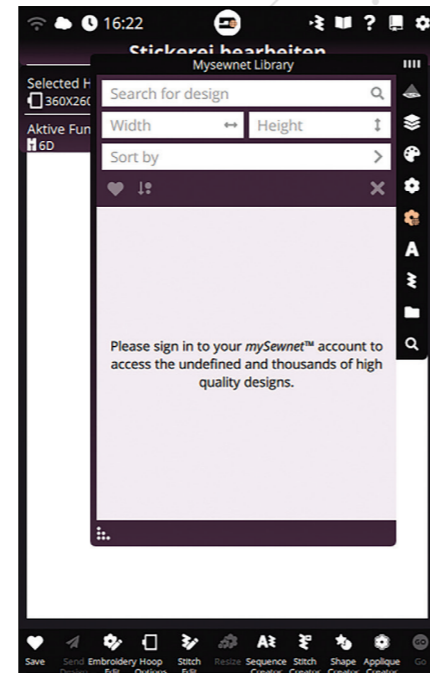 16:22
?
Stickerei bearbeiten
Mysewnet Library
Selected H
360X260
Search for design
Width
Height
Aktive Fun
6D
Sort by
A
Please sign in to your mySewnet™ account to
access the undefined and thousands of high
quality designs.
Save
Send
Embroidery
Edit
Hoop
Options
Stitch
Edit
Resize
Sequence
Creator
Stitch
Creator
Shape
Creator
Applique
Creator
GO
Go